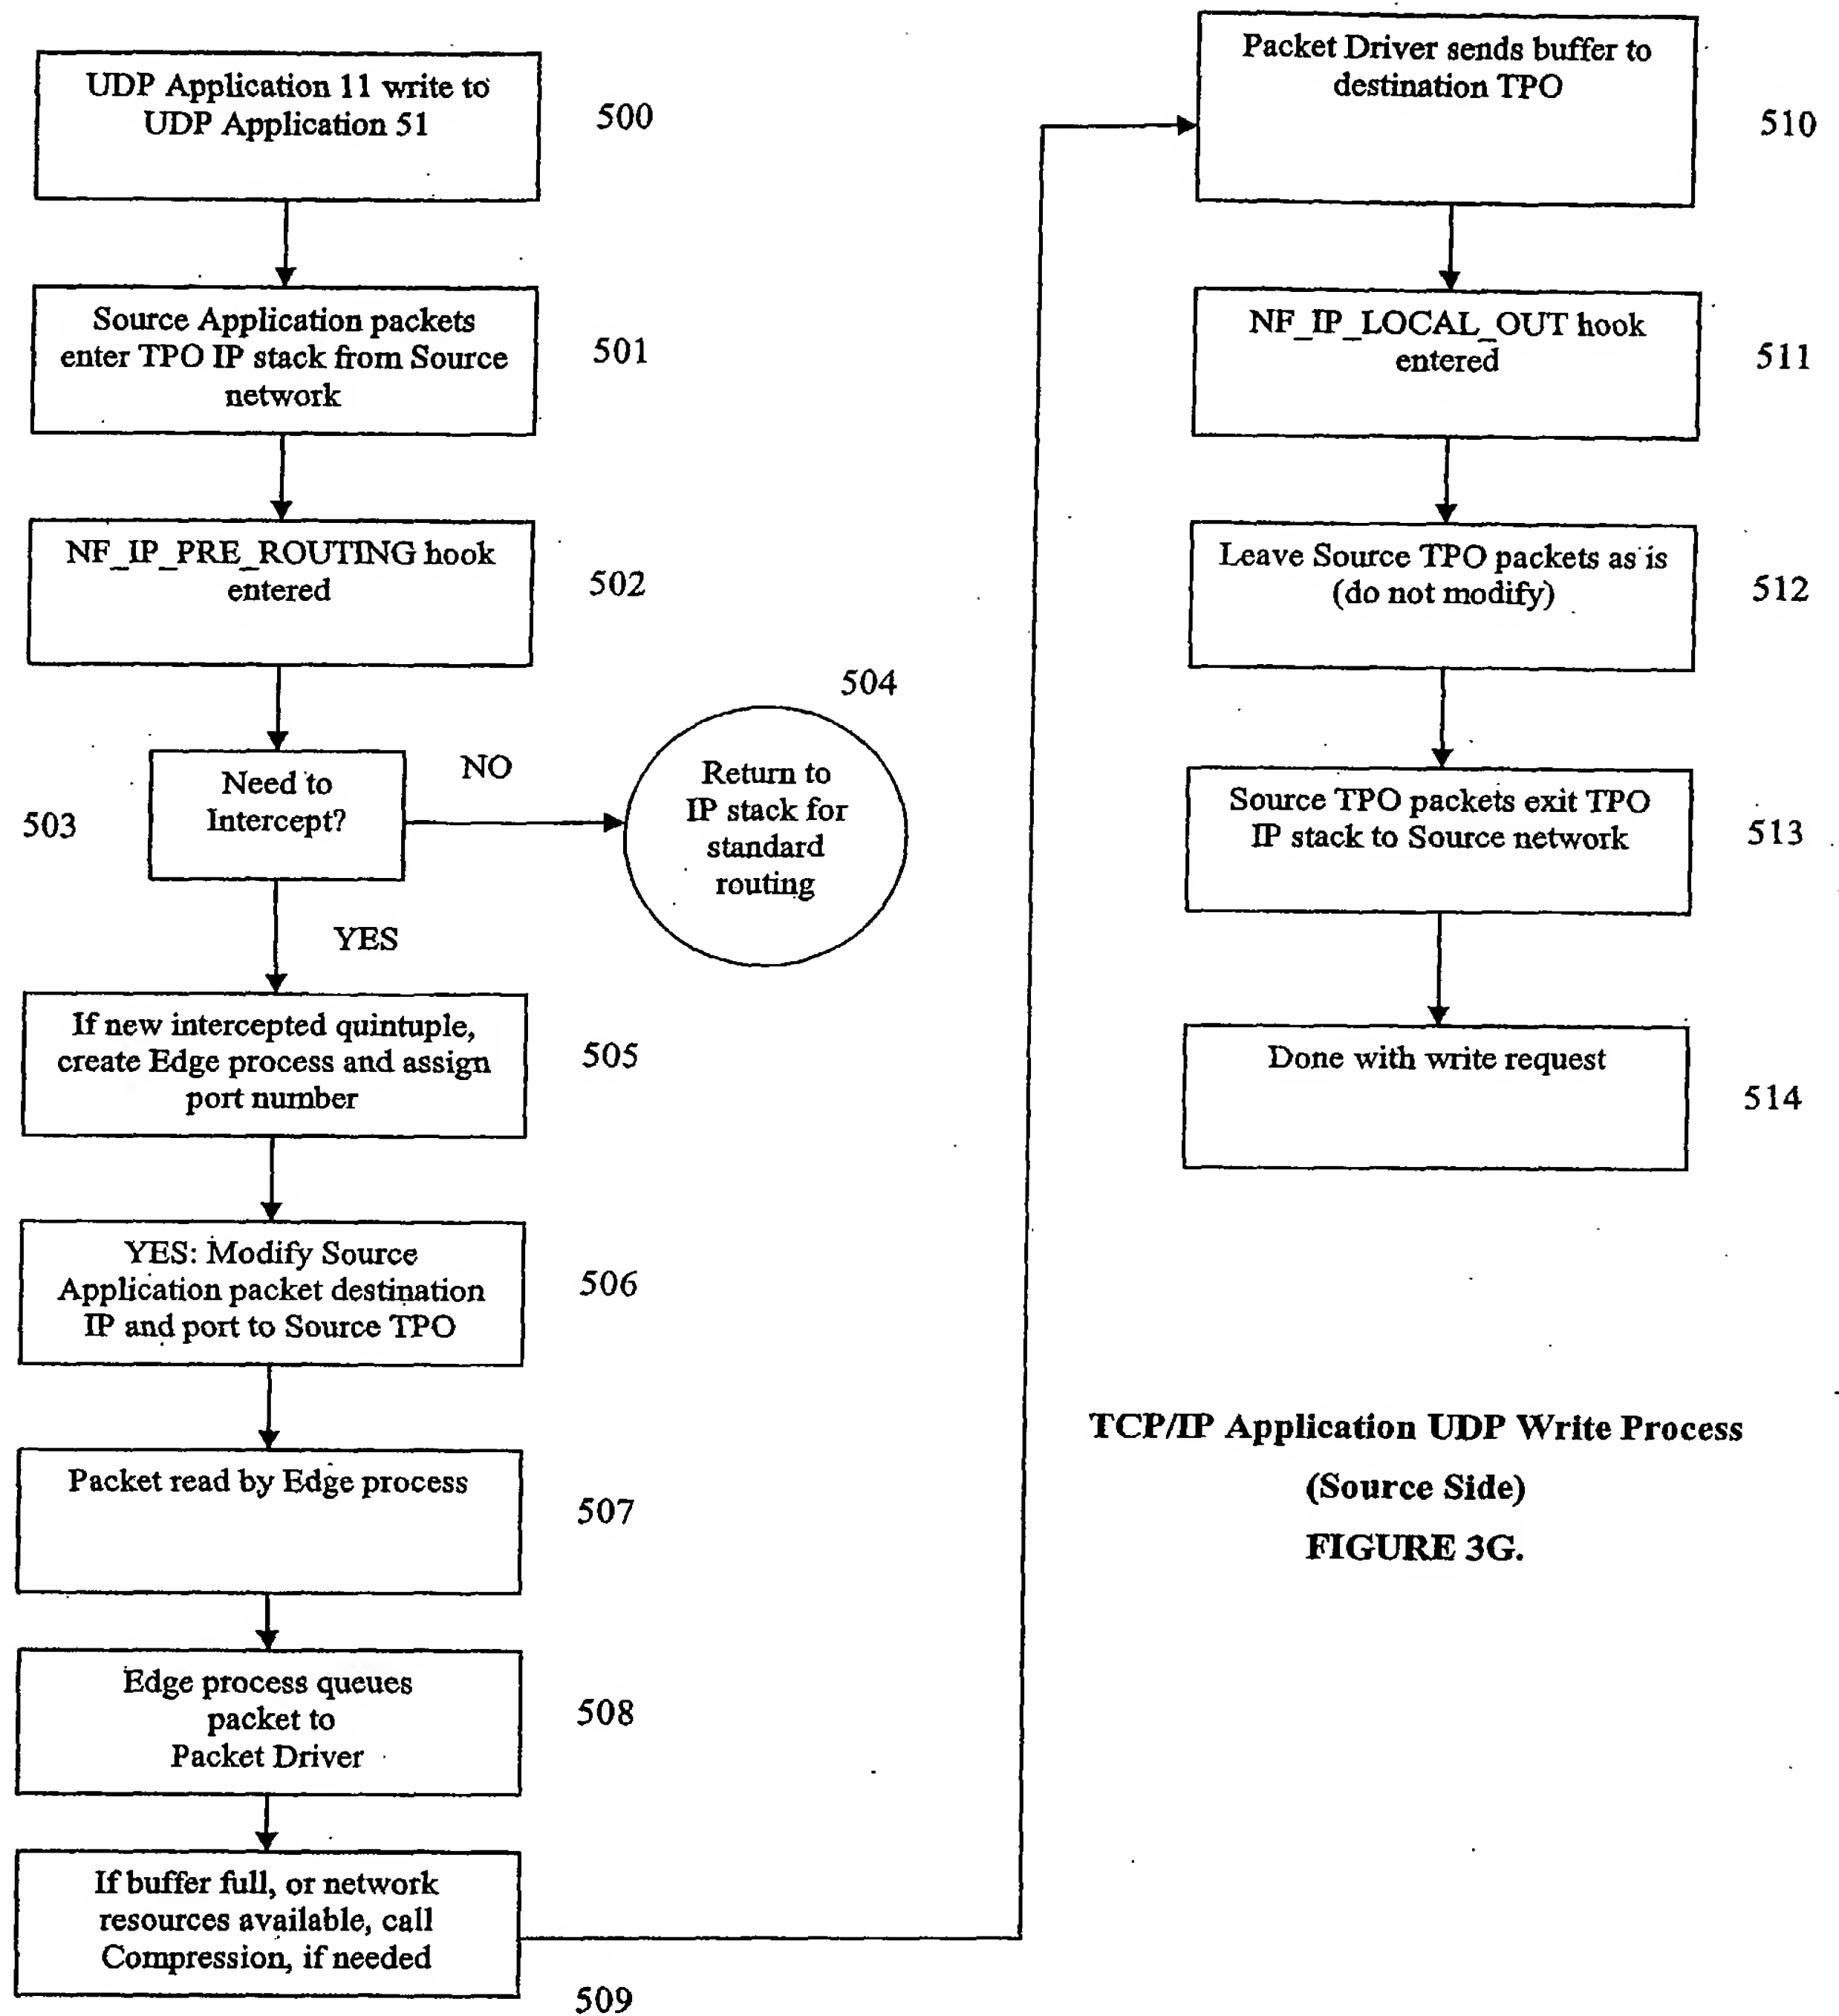 UDP Application 11 write to
UDP Application 51
500
Source Application packets
enter TPO IP stack from Source
network
501
NF_IP_PRE_ROUTING hook
entered
502
503
Need to
Intercept?
NO
504
Return to
IP stack for
standard
routing
YES
If new intercepted quintuple,
create Edge process and assign
port number
505
YES: Modify Source
Application packet destination
IP and port to Source TPO
506
Packet read by Edge process
507
Edge process queues
packet to
Packet Driver
508
If buffer full, or network
resources available, call
Compression, if needed
509
Packet Driver sends buffer to
destination TPO
510
NF_IP_LOCAL_OUT hook
entered
511
Leave Source TPO packets as is
(do not modify)
512
Source TPO packets exit TPO
IP stack to Source network
513
Done with write request
514
TCP/IP Application UDP Write Process
(Source Side)
FIGURE 3G.